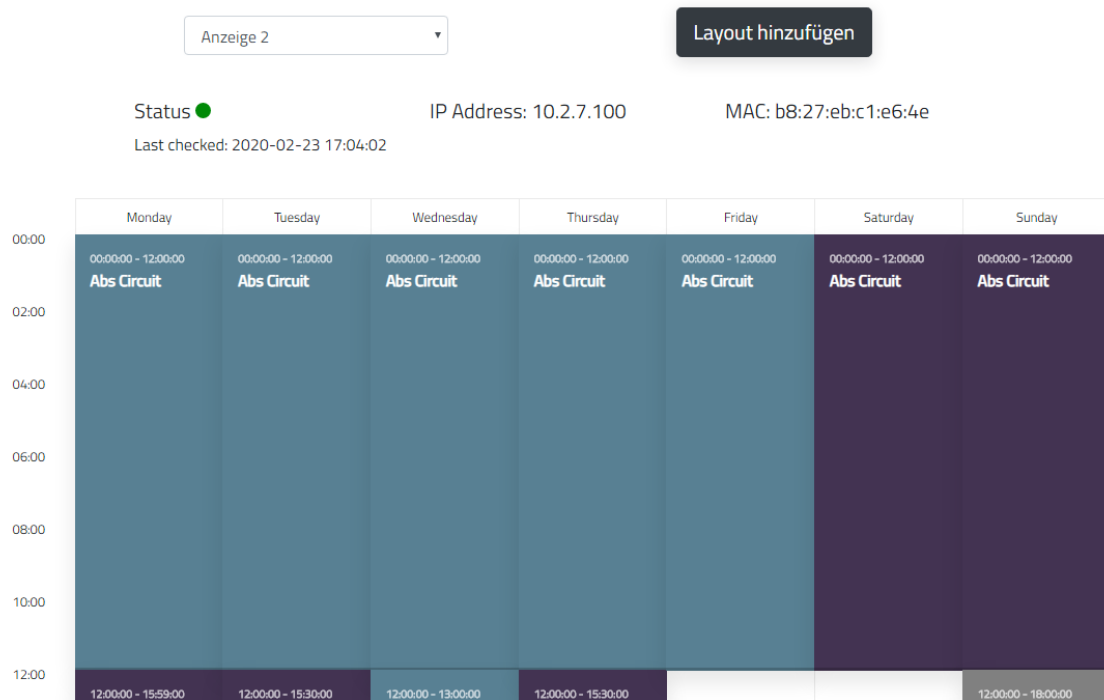 Anzeige 2
Layout hinzufügen
Status IP Address: 10.2.7.100 MAC: b8:27:eb:c1:e6:4e
Last checked: 2020-02-23 17:04:02
Monday Tuesday Wednesday Thursday Friday Saturday Sunday
00:00
00:00:00 - 12:00:00 00:00:00 - 12:00:00 00:00:00 - 12:00:00 00:00:00 - 12:00:00 00:00:00 - 12:00:00 00:00:00 - 12:00:00 00:00:00 - 12:00:00
Abs Circuit Abs Circuit Abs Circuit Abs Circuit Abs Circuit Abs Circuit Abs Circuit
02:00
04:00
06:00
08:00
10:00
12:00
12:00:00 - 15:59:00 12:00:00 - 15:30:00 12:00:00 - 13:00:00 12:00:00 - 15:30:00 12:00:00 - 18:00:00